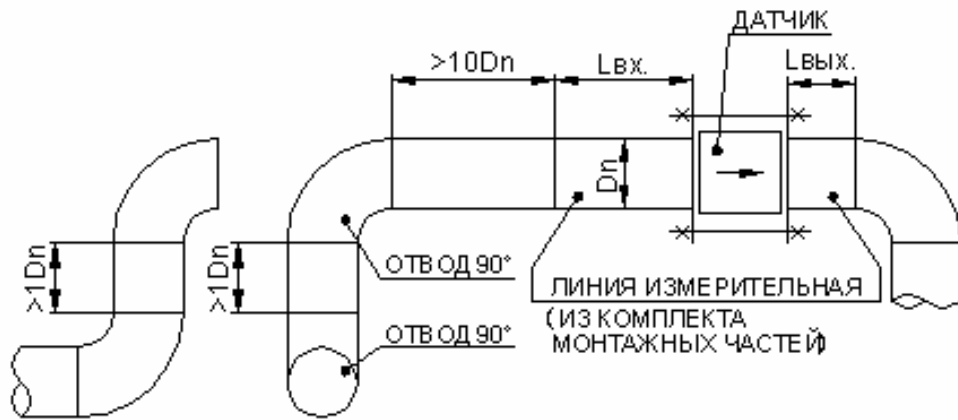 ДАТЧИК
>10Dn
Lвх.
Lвых.
Dn
>1Dn
>1Dn
ОТВОД 90°
ЛИНИЯ ИЗМЕРИТЕЛЬНАЯ
(ИЗ КОМПЛЕКТА
МОНТАЖНЫХ ЧАСТЕЙ)
ОТВОД 90°